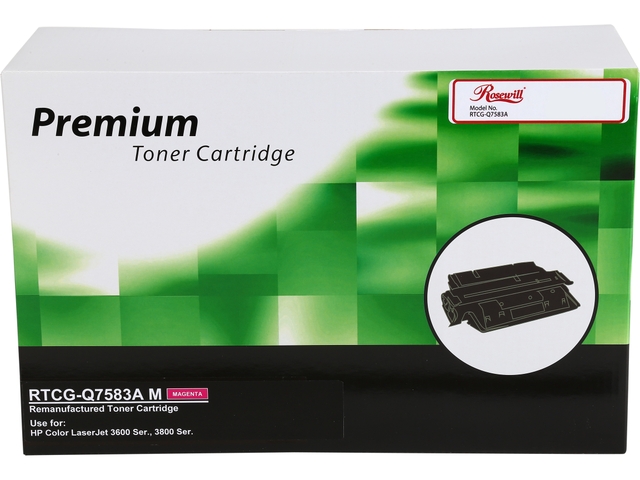 Rosewill
Model No.
RTCG-Q7583A
Premium
Toner Cartridge
RTCG-Q7583A M MAGENTA
Remanufactured Toner Cartridge
Use for:
HP Color LaserJet 3600 Ser., 3800 Ser.